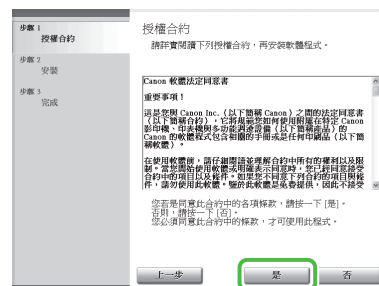 步驟 1
授權合約
步驟 2
安裝
步驟 3
完成
授權合約
請詳實閱讀下列授權合約，再安裝軟體程式。
Canon 軟體法定同意書
重要事項！
這是您與 Canon Inc.（以下簡稱 Canon）之間的法定同意書
（以下簡稱合約），它將規範您如何使用附屬在特定 Canon
影印機、印表機與多功能週邊設備（以下簡稱產品）的
Canon 的軟體程式包含相關的手冊或是任何印刷品（以下簡
稱軟體）。
在使用軟體前，請仔細閱讀並理解合約中所有的權利以及限
制。當您開始使用軟體或明確表示同意時，您已經同意接受
合約中的項目以及條件。如果您不同意下列合約的項目與條
件，請勿使用此軟體。鑒於此軟體是免費提供，因此不接受
您若是同意此合約中的各項條款，請按一下 [是]。
否則，請按一下 [否]。
您必須同意此合約中的條款，才可使用此程式。
上一步
是
否